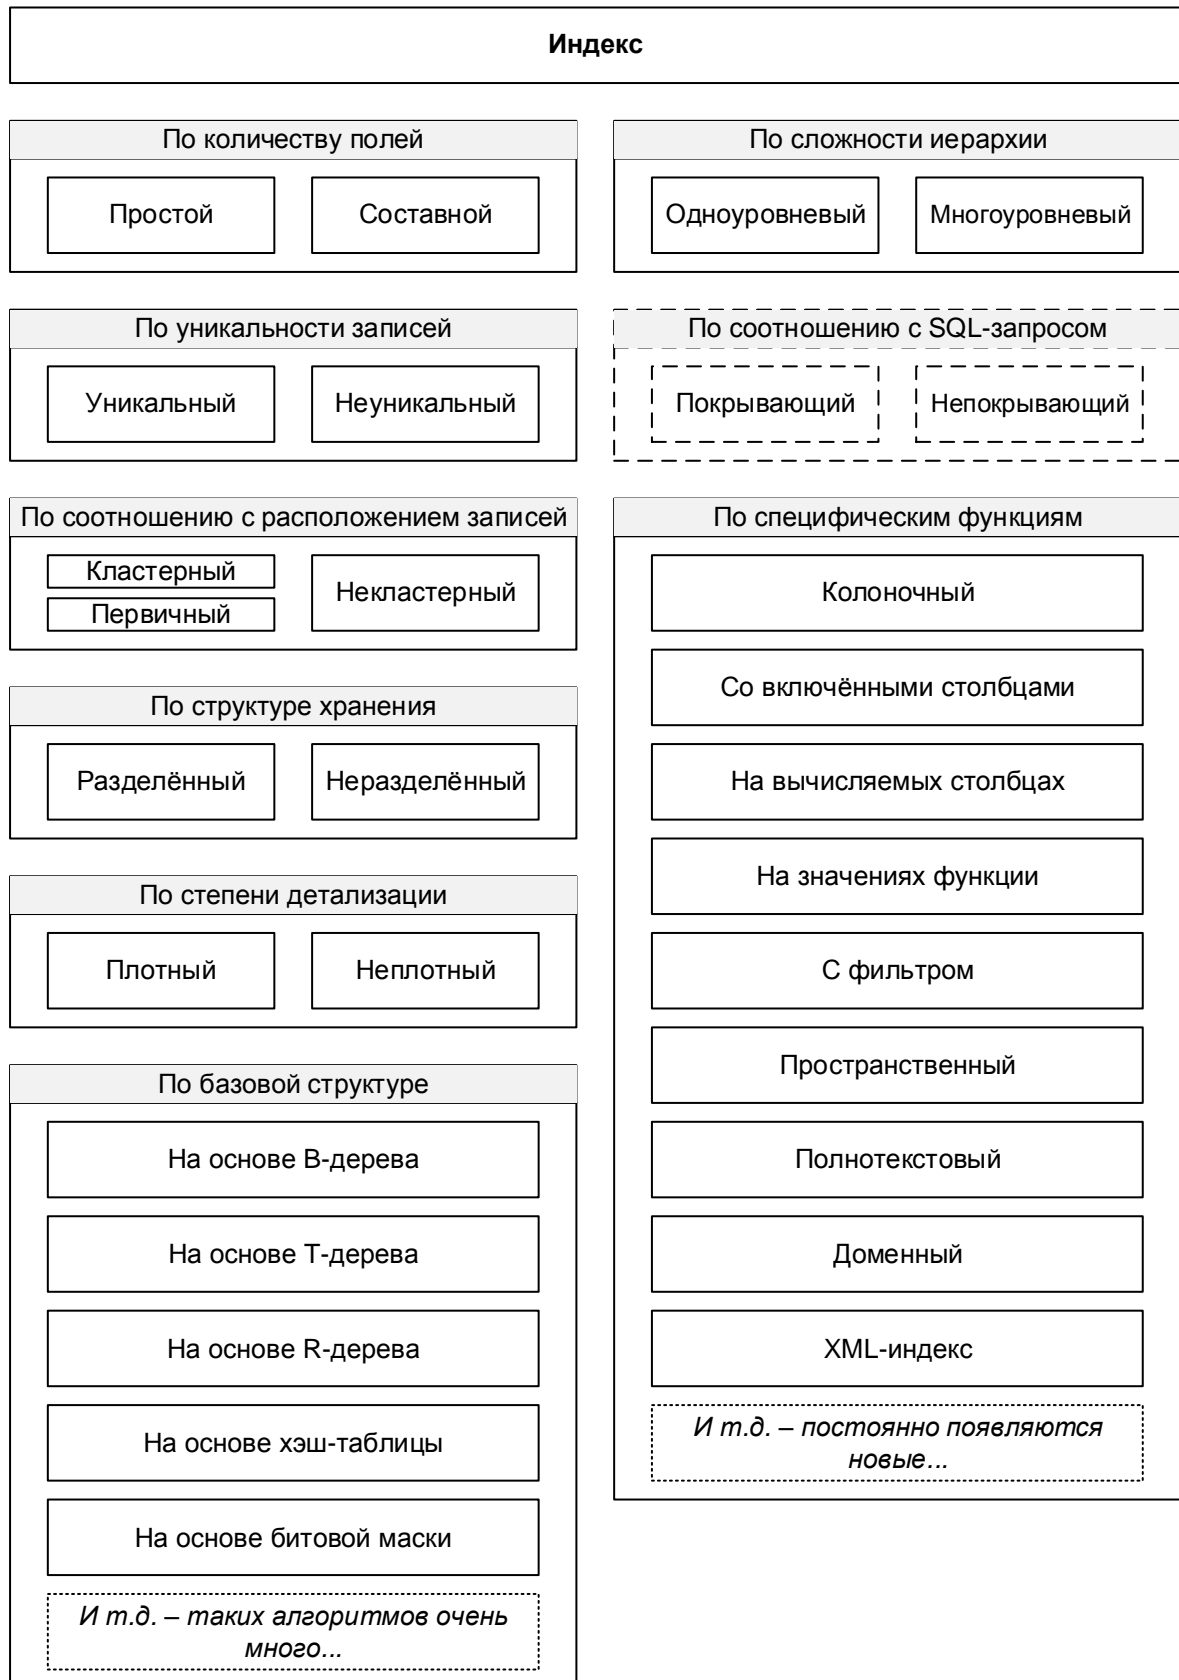 Индекс
По количеству полей
Простой
Составной
По уникальности записей
Уникальный
Неуникальный
По соотношению с расположением записей
Кластерный
Первичный
Некластерный
По структуре хранения
Разделённый
Неразделённый
По степени детализации
Плотный
Неплотный
По базовой структуре
На основе B-дерева
На основе T-дерева
На основе R-дерева
На основе хэш-таблицы
На основе битовой маски
И т.д. – таких алгоритмов очень
много...
По сложности иерархии
Одноуровневый
Многоуровневый
По соотношению с SQL-запросом
Покрывающий
Непокрывающий
По специфическим функциям
Колоночный
Со включёнными столбцами
На вычисляемых столбцах
На значениях функции
С фильтром
Пространственный
Полнотекстовый
Доменный
XML-индекс
И т.д. – постоянно появляются
новые...